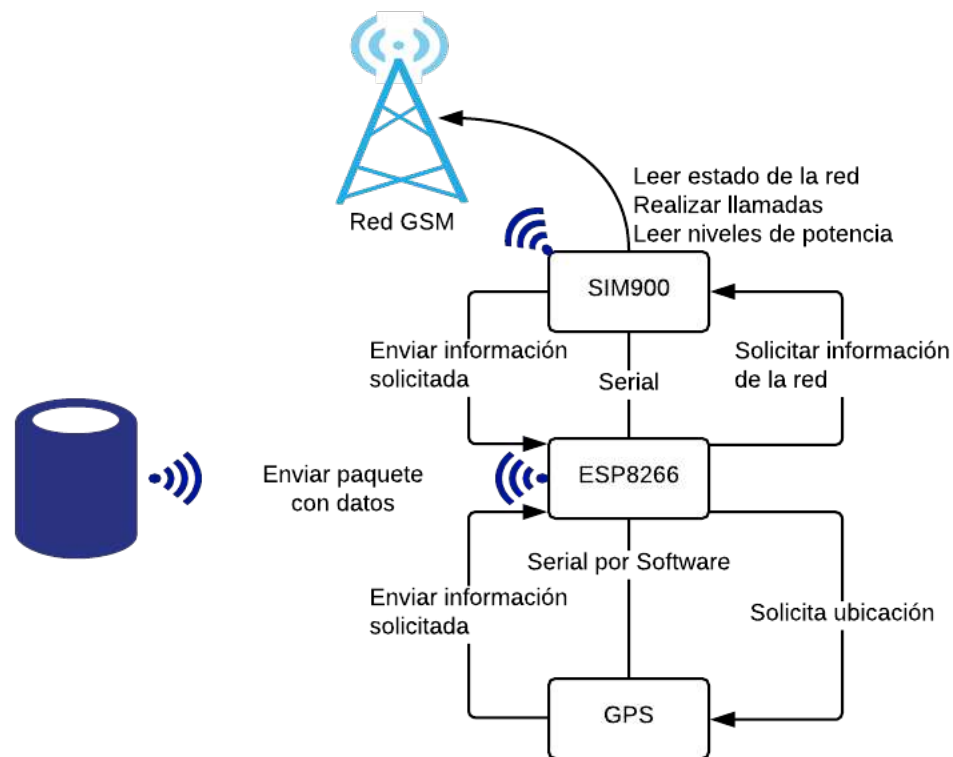 Leer estado de la red
Realizar llamadas
Leer niveles de potencia
Red GSM
SIM900
Enviar información
solicitada
Serial
Solicitar información
de la red
Enviar paquete
con datos
ESP8266
Serial por Software
Enviar información
solicitada
Solicita ubicación
GPS